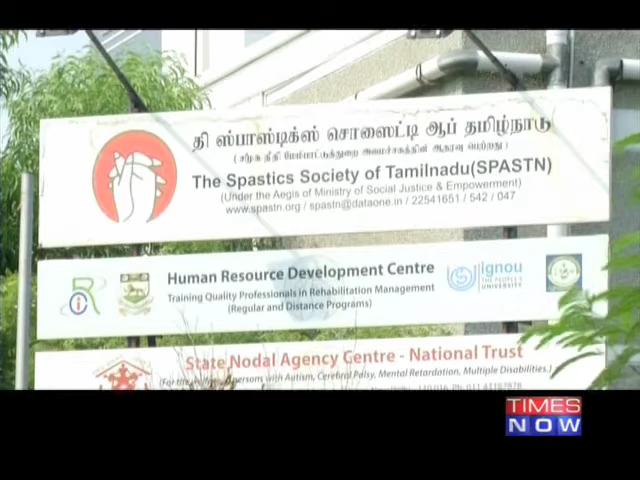 தி ஸ்பாஸ்டிக்ஸ் சொஸைட்டி ஆப் தமிழ்நாடு
The Spastics Society of Tamilnadu(SPASTN)
(Under the Aegis of Ministry of Social Justice & Empowerment)
www.spastn.org / spastn@dataone.in / 22541651 / 542 / 047
Human Resource Development Centre
Training Quality Professionals in Rehabilitation Management
(Regular and Distance Programs)
ignou
THE PEOPLE'S
UNIVERSITY
State Nodal Agency Centre - National Trust
persons with Autism, Cerebral Palsy, Mental Retardation, Multiple Disabilities.)
TIMES
NOW